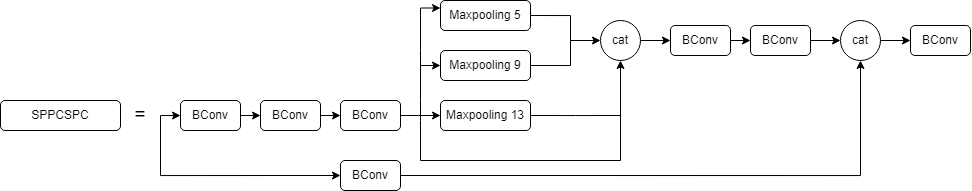 Maxpooling 5
cat
BConv
BConv
cat
BConv
Maxpooling 9
SPPCSPC
=
BConv
BConv
BConv
Maxpooling 13
BConv